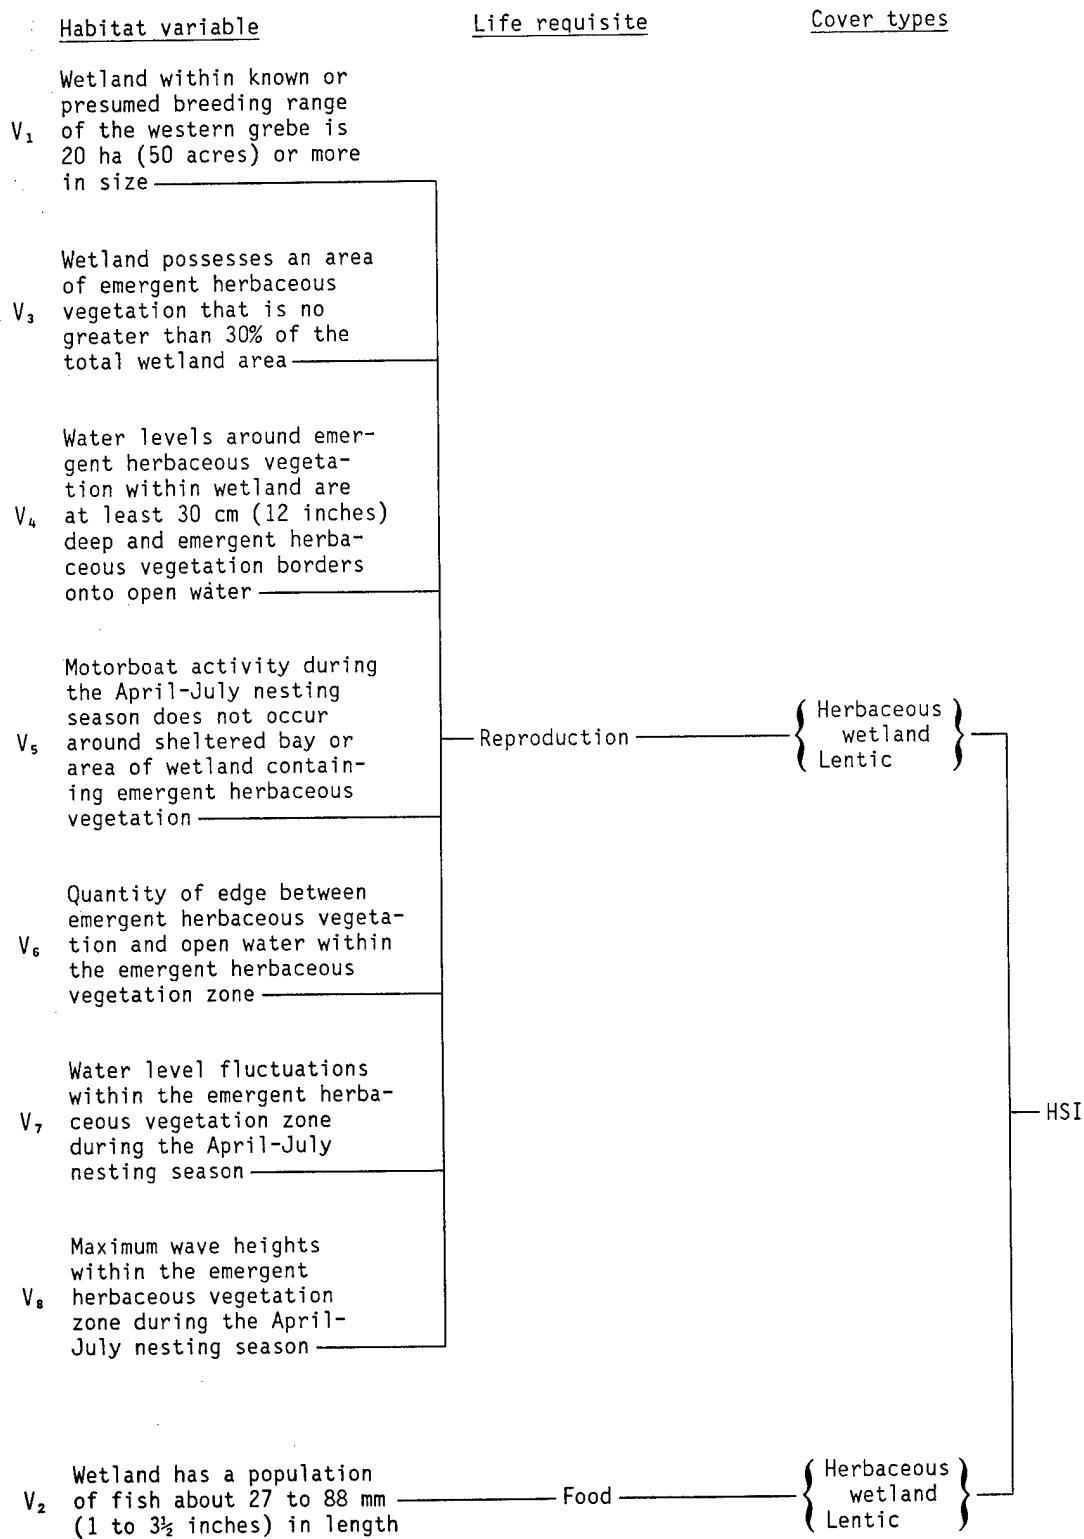 Habitat variable Life requisite Cover types
Wetland within known or
presumed breeding range
V₁ of the western grebe is
20 ha (50 acres) or more
in size
Wetland possesses an area
of emergent herbaceous
V₃ vegetation that is no
greater than 30% of the
total wetland area
Water levels around emer-
gent herbaceous vegeta-
tion within wetland are
V₄ at least 30 cm (12 inches)
deep and emergent herba-
ceous vegetation borders
onto open water
Motorboat activity during
the April-July nesting
season does not occur
V₅ around sheltered bay or
area of wetland contain-
ing emergent herbaceous
vegetation
Reproduction
Herbaceous
wetland
Lentic
Quantity of edge between
emergent herbaceous vegeta-
V₆ tion and open water within
the emergent herbaceous
vegetation zone
Water level fluctuations
within the emergent herba-
V₇ ceous vegetation zone
during the April-July
nesting season
HSI
Maximum wave heights
within the emergent
V₈ herbaceous vegetation
zone during the April-
July nesting season
Wetland has a population
V₂ of fish about 27 to 88 mm
(1 to 3½ inches) in length
Food
Herbaceous
wetland
Lentic